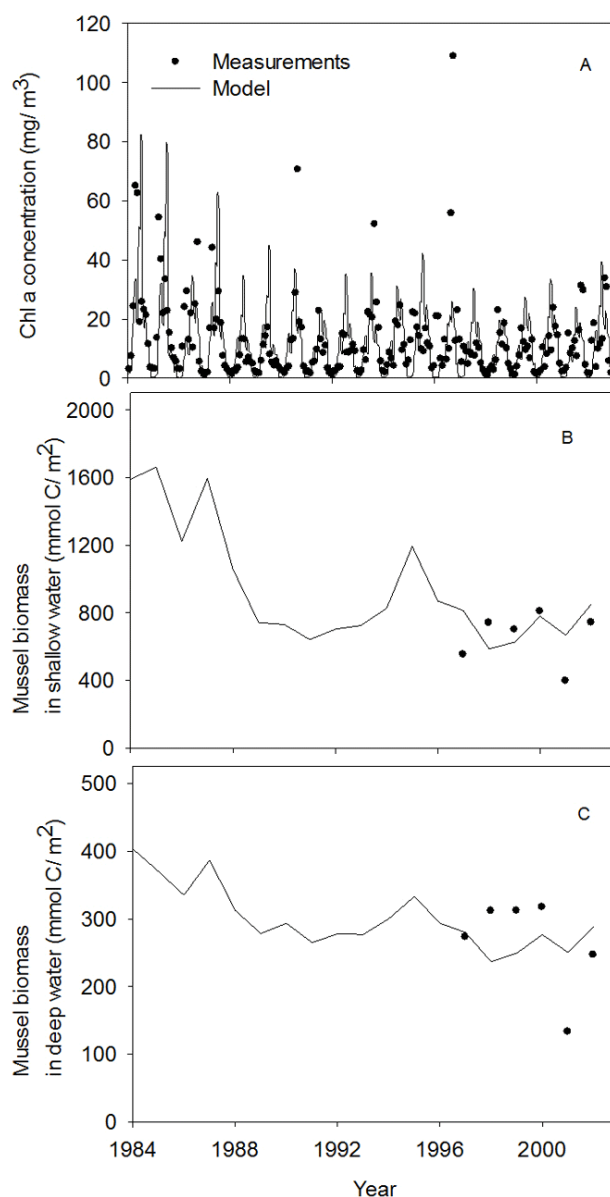 120
100
80
60
40
20
0
Chl a concentration (mg/ m3)
Measurements
Model
A
2000
1600
1200
800
400
0
Mussel biomass
in shallow water (mmol C/ m2)
B
500
400
300
200
100
0
Mussel biomass
in deep water (mmol C/ m2)
C
1984 1988 1992 1996 2000
Year